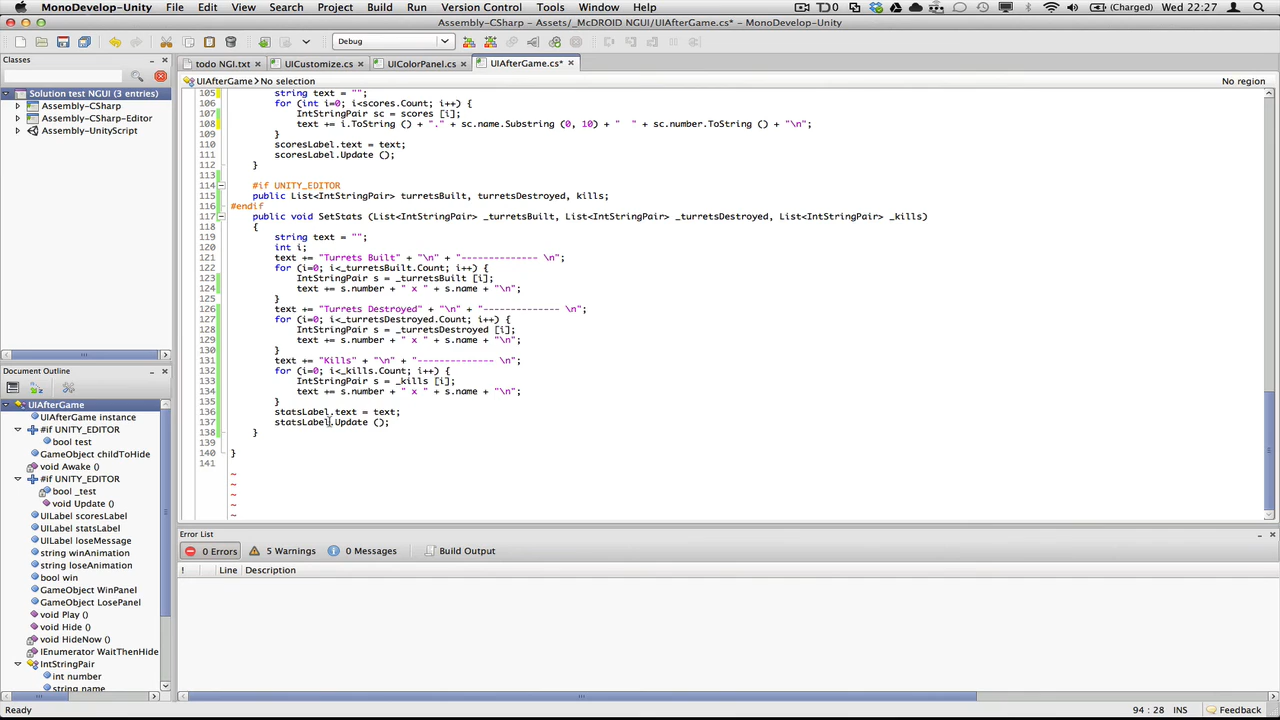 MonoDevelop-Unity File Edit View Search Project Build Run Version Control Tools Window Help (Charged) Wed 22:27
Assembly-CSharp - Assets/_McDROID NGUI/UIAfterGame.cs* - MonoDevelop-Unity
Debug
Classes
Solution test NGUI (3 entries)
Assembly-CSharp
Assembly-CSharp-Editor
Assembly-UnityScript
Document Outline
UIAfterGame
UIAfterGame instance
#if UNITY_EDITOR
bool test
GameObject childToHide
void Awake ()
#if UNITY_EDITOR
bool _test
void Update ()
UILabel scoresLabel
UILabel statsLabel
UILabel loseMessage
string winAnimation
string loseAnimation
bool win
GameObject WinPanel
GameObject LosePanel
void Play ()
void Hide ()
void HideNow ()
IEnumerator WaitThenHide
IntStringPair
int number
string name
todo NGI.txt UICustomize.cs UIColorPanel.cs UIAfterGame.cs*
UIAfterGame No selection No region
105 string text = "";
106 for (int i=0; i<scores.Count; i++) {
107 IntStringPair sc = scores [i];
108 text += i.ToString () + "." + sc.name.Substring (0, 10) + "  " + sc.number.ToString () + "\n";
109 }
110 scoresLabel.text = text;
111 scoresLabel.Update ();
112 }
113
114 #if UNITY_EDITOR
115 public List<IntStringPair> turretsBuilt, turretsDestroyed, kills;
116 #endif
117 public void SetStats (List<IntStringPair> _turretsBuilt, List<IntStringPair> _turretsDestroyed, List<IntStringPair> _kills)
118 {
119 string text = "";
120 int i;
121 text += "Turrets Built" + "\n" + "-------------- \n";
122 for (i=0; i<_turretsBuilt.Count; i++) {
123 IntStringPair s = _turretsBuilt [i];
124 text += s.number + " x " + s.name + "\n";
125 }
126 text += "Turrets Destroyed" + "\n" + "-------------- \n";
127 for (i=0; i<_turretsDestroyed.Count; i++) {
128 IntStringPair s = _turretsDestroyed [i];
129 text += s.number + " x " + s.name + "\n";
130 }
131 text += "Kills" + "\n" + "-------------- \n";
132 for (i=0; i<_kills.Count; i++) {
133 IntStringPair s = _kills [i];
134 text += s.number + " x " + s.name + "\n";
135 }
136 statsLabel.text = text;
137 statsLabel.Update ();
138 }
139
140 }
141
~
~
~
~
~
Error List
0 Errors 5 Warnings 0 Messages Build Output
! Line Description
Ready 94 : 28 INS Feedback